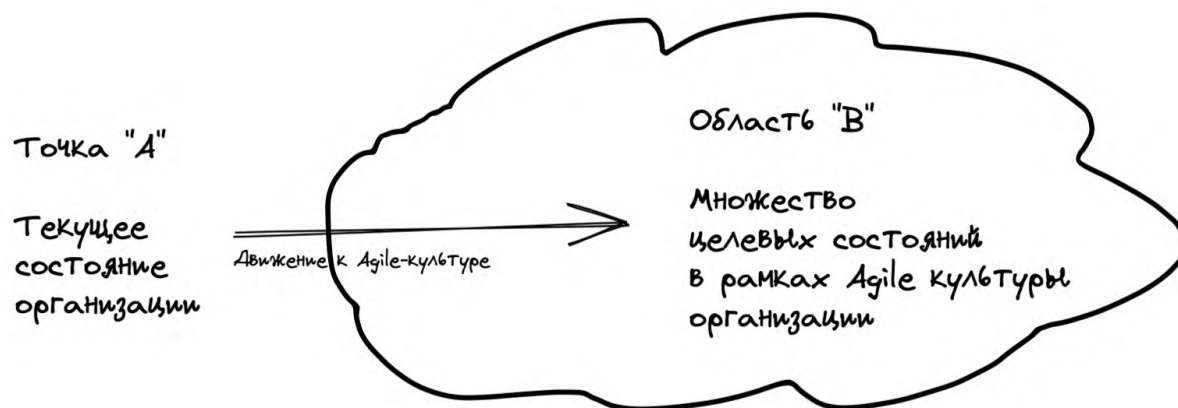 Точка "А"
Текущее
состояние
организации
Движение к Agile-культуре
Область "В"
Множество
целевых состояний
в рамках Agile культуры
организации